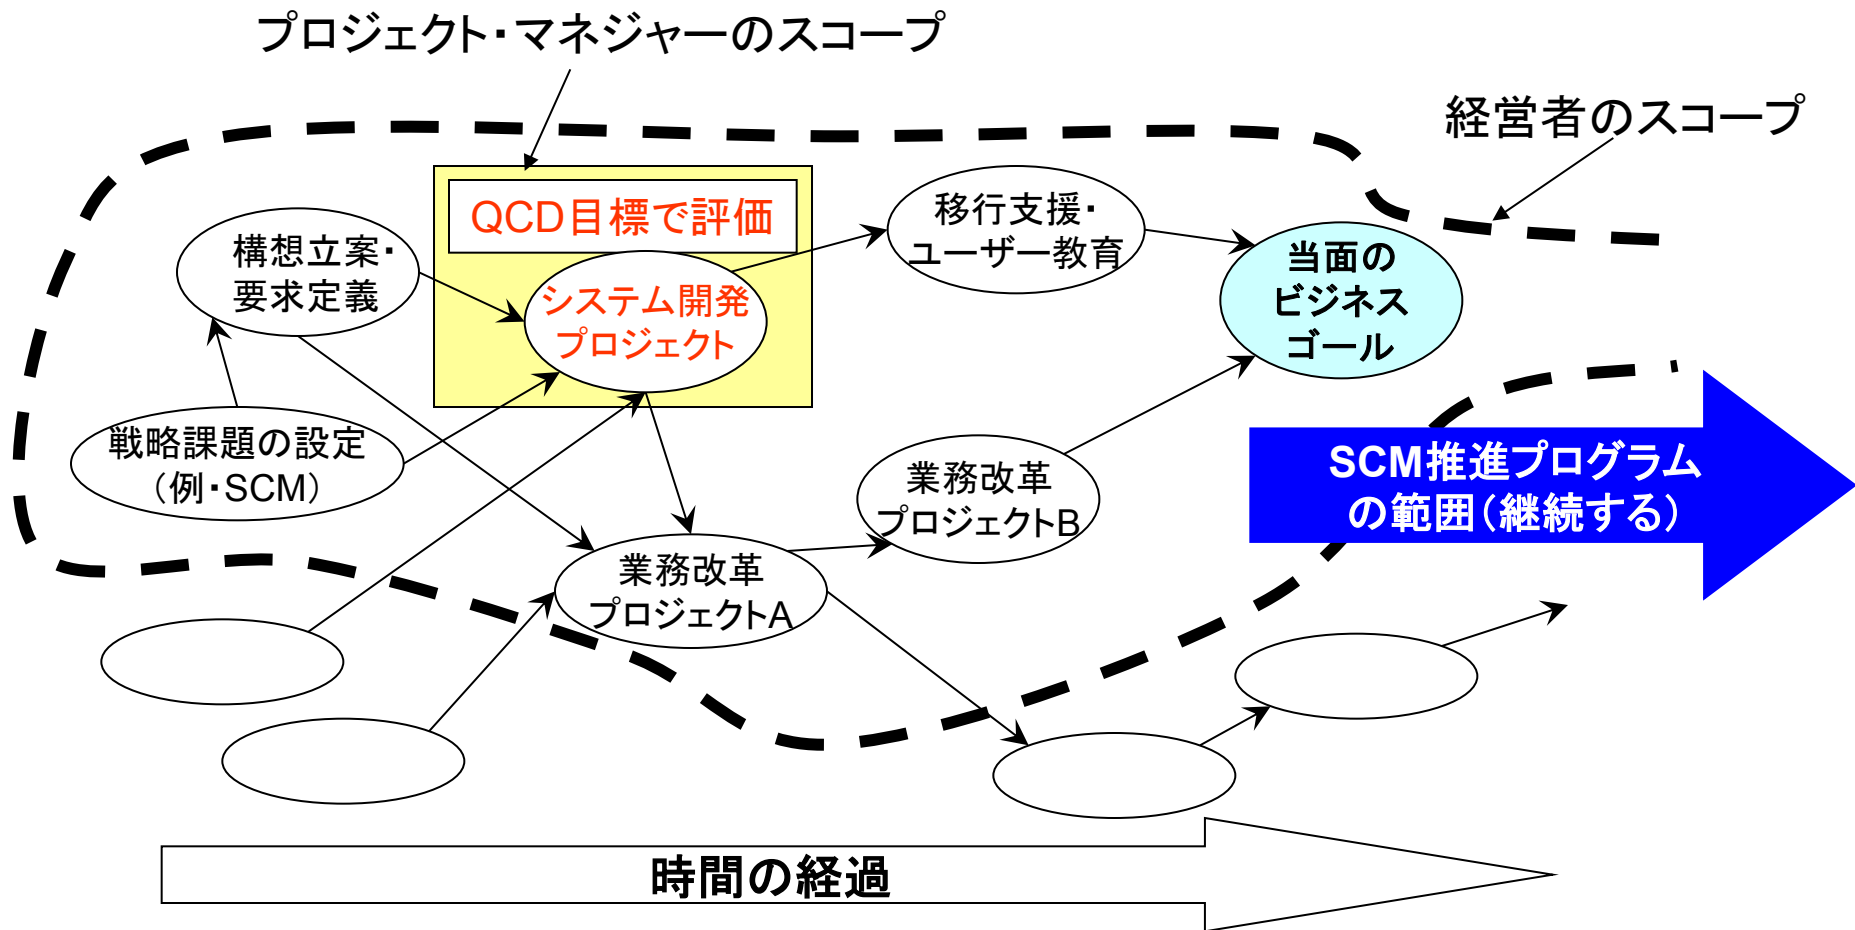 プロジェクト・マネジャーのスコープ
経営者のスコープ
QCD目標で評価
移行支援・
ユーザー教育
構想立案・
要求定義
システム開発
プロジェクト
当面の
ビジネス
ゴール
戦略課題の設定
（例・SCM）
業務改革
プロジェクトB
SCM推進プログラム
の範囲（継続する）
業務改革
プロジェクトA
時間の経過